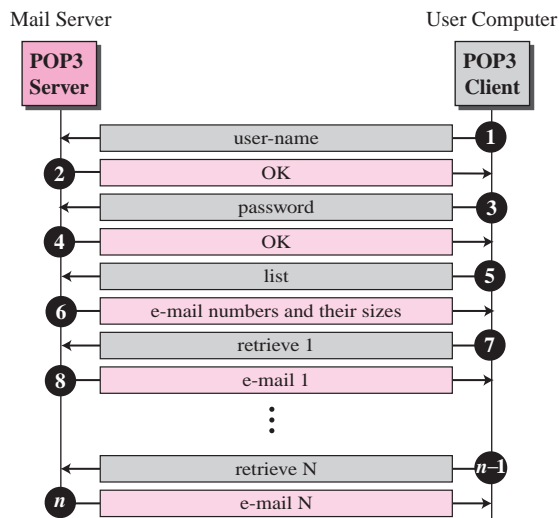 Mail Server
User Computer
POP3
Server
POP3
Client
user-name
1
2
OK
password
3
4
OK
list
5
6
e-mail numbers and their sizes
retrieve 1
7
8
e-mail 1
retrieve N
n–1
n
e-mail N